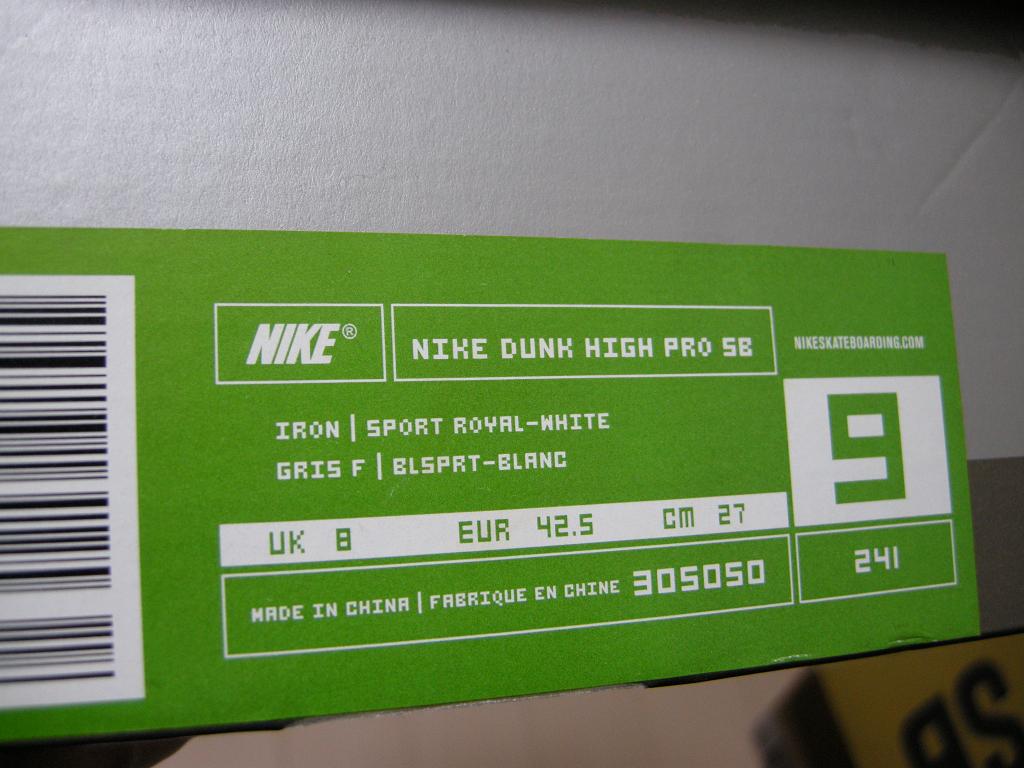 NIKE®
NIKE DUNK HIGH PRO SB
NIKESKATEBOARDING.COM
IRON | SPORT ROYAL-WHITE
GRIS F | BLSPRT-BLANC
9
UK 8 EUR 42.5 CM 27
MADE IN CHINA | FABRIQUE EN CHINE 305050
241